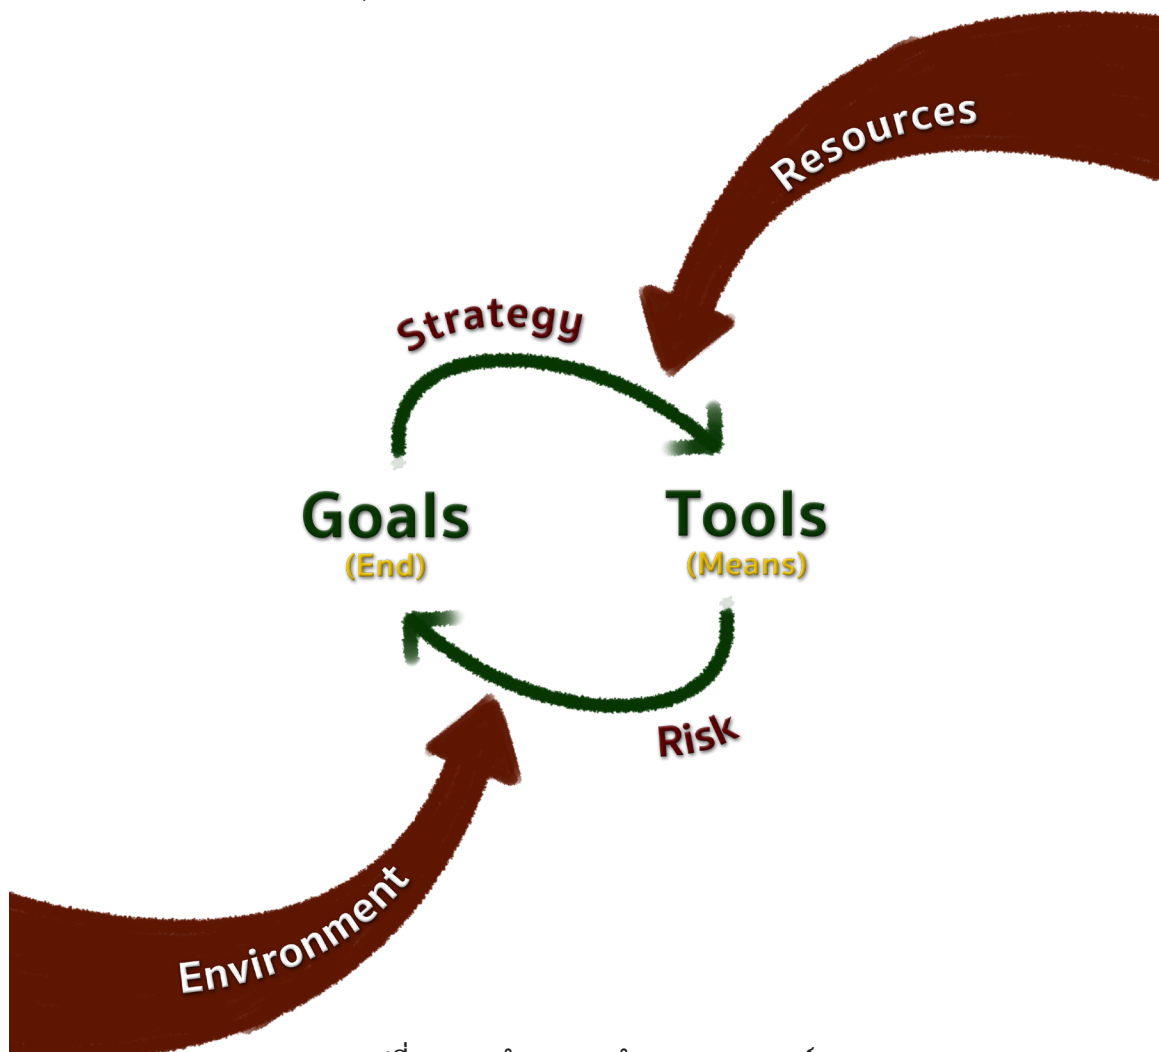 Resources
Strategy
Goals
(End)
Tools
(Means)
Risk
Environment